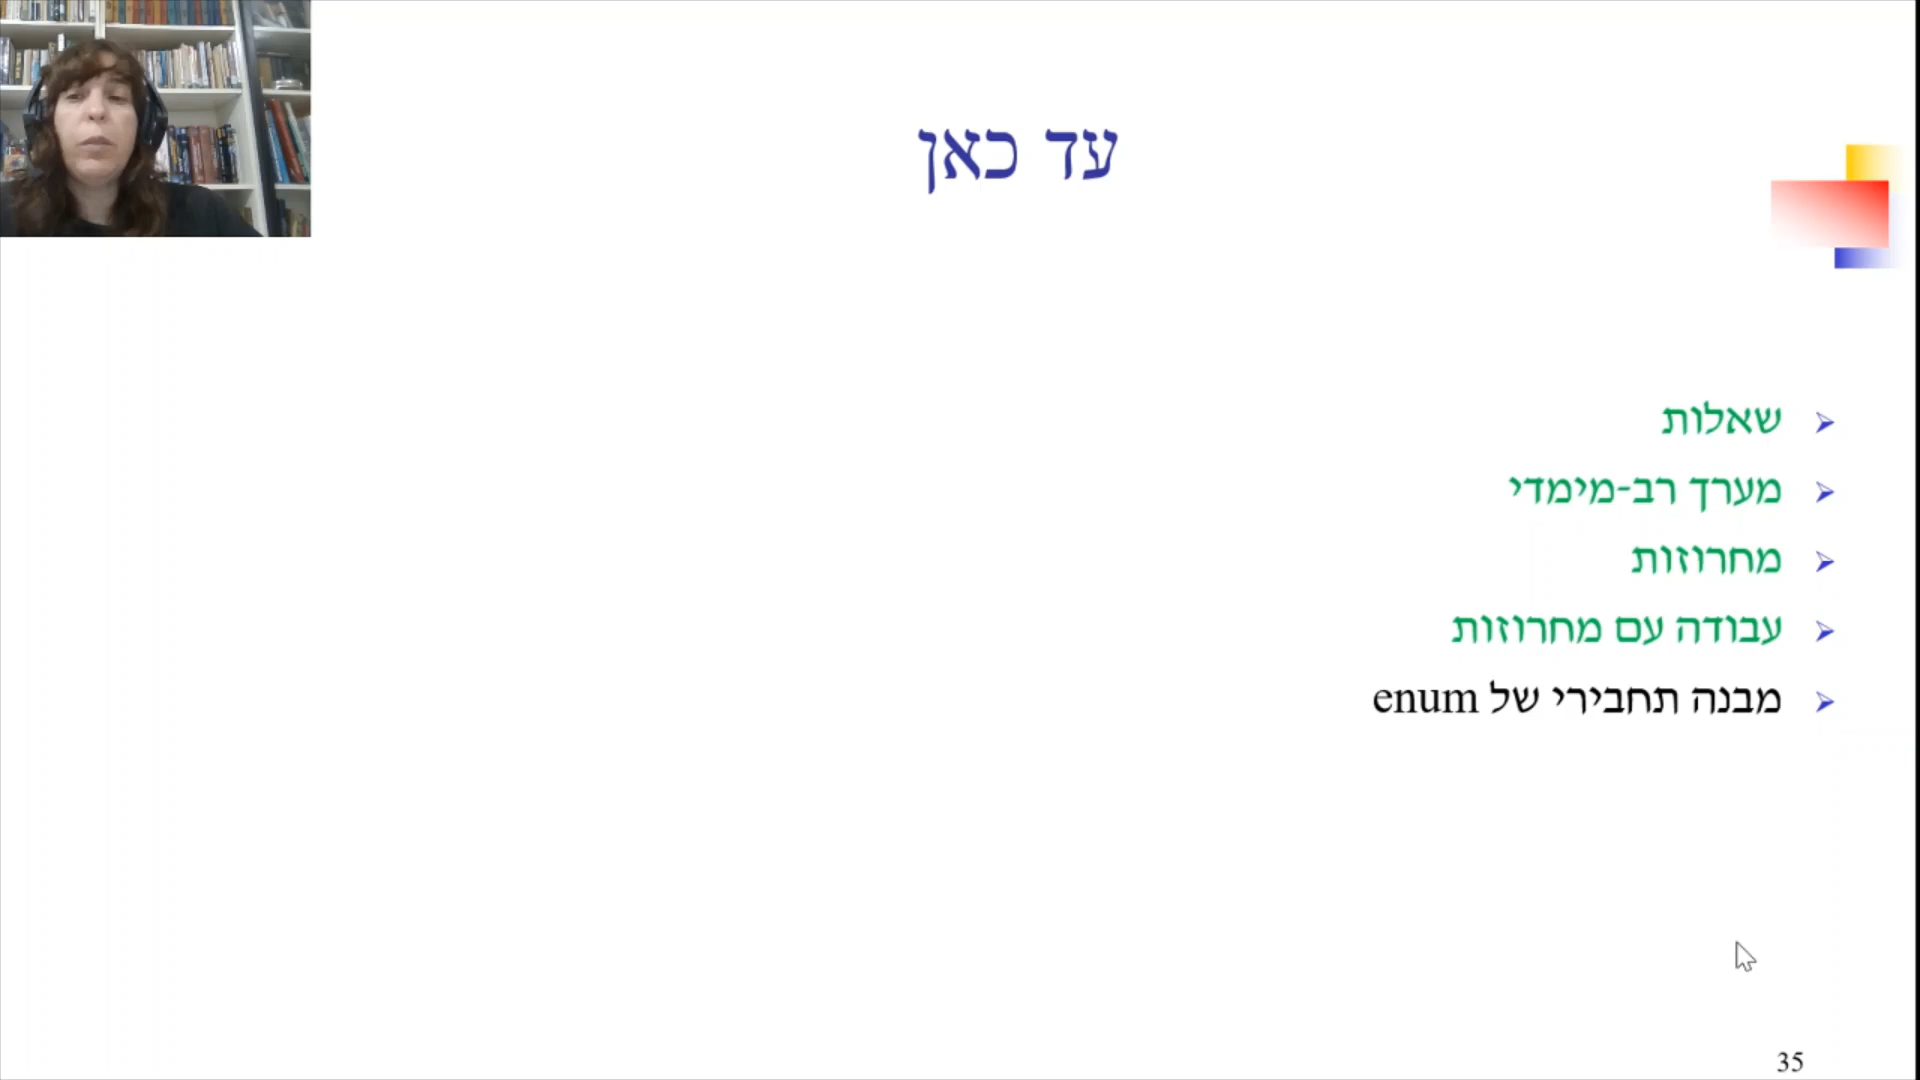 עד כאן
שאלות
מערך רב-מימדי
מחרוזות
עבודה עם מחרוזות
מבנה תחבירי של enum
35